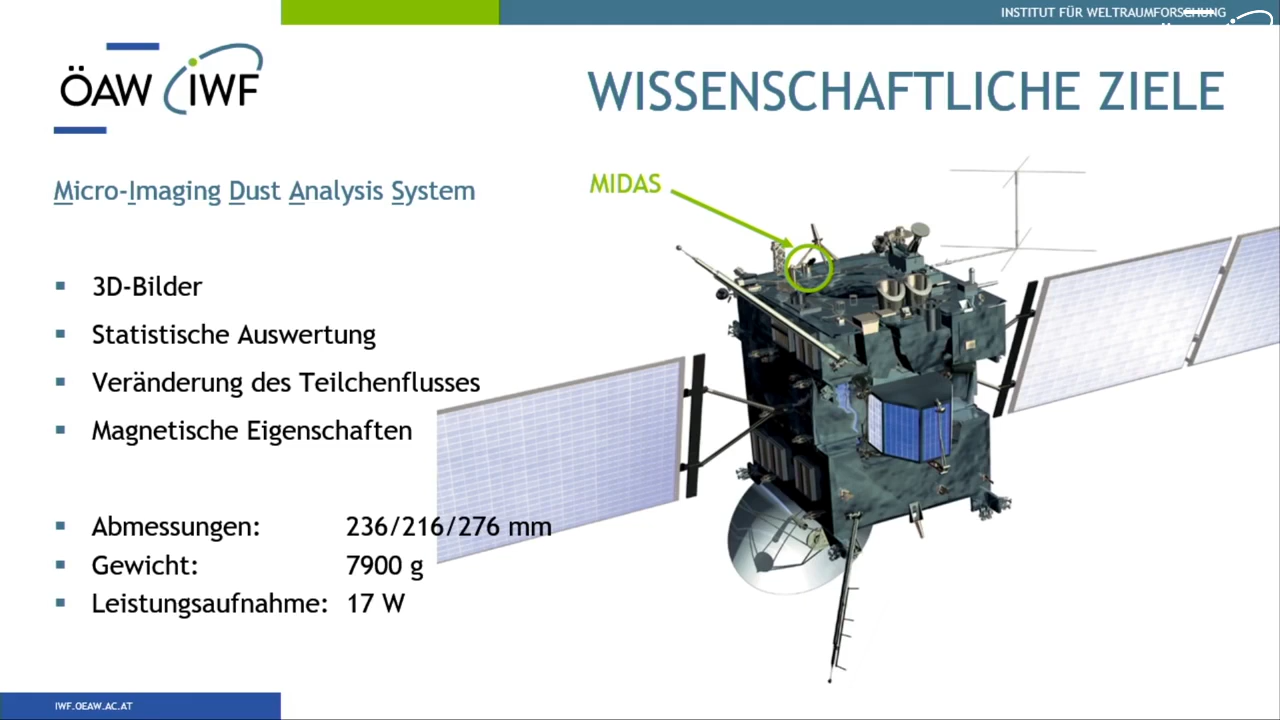 INSTITUT FÜR WELTRAUMFORSCHUNG
ÖAW IWF
WISSENSCHAFTLICHE ZIELE
Micro-Imaging Dust Analysis System
MIDAS
▪ 3D-Bilder
▪ Statistische Auswertung
▪ Veränderung des Teilchenflusses
▪ Magnetische Eigenschaften
▪ Abmessungen: 236/216/276 mm
▪ Gewicht: 7900 g
▪ Leistungsaufnahme: 17 W
IWF.OEAW.AC.AT